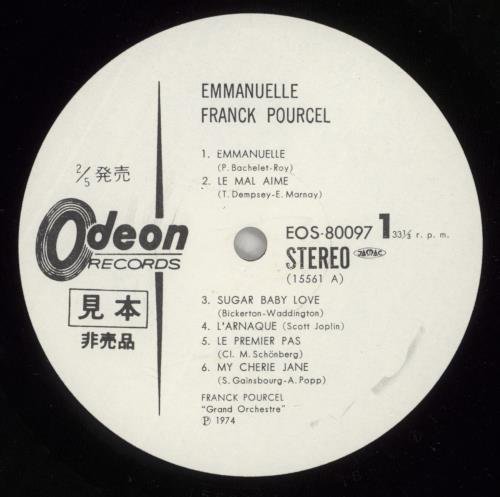 EMMANUELLE
FRANCK POURCEL
1. EMMANUELLE
(P. Bachelet-Roy)
2. LE MAL AIME
(T. Dempsey-E. Marnay)
2/5 発売
Odeon
RECORDS
見本
非売品
EOS-80097 1 33⅓ r. p. m.
STEREO JASRAC
(15561 A)
3. SUGAR BABY LOVE
(Bickerton-Waddington)
4. L'ARNAQUE (Scott Joplin)
5. LE PREMIER PAS
(Cl. M. Schönberg)
6. MY CHERIE JANE
(S. Gainsbourg-A. Popp)
FRANCK POURCEL
"Grand Orchestre"
℗ 1974